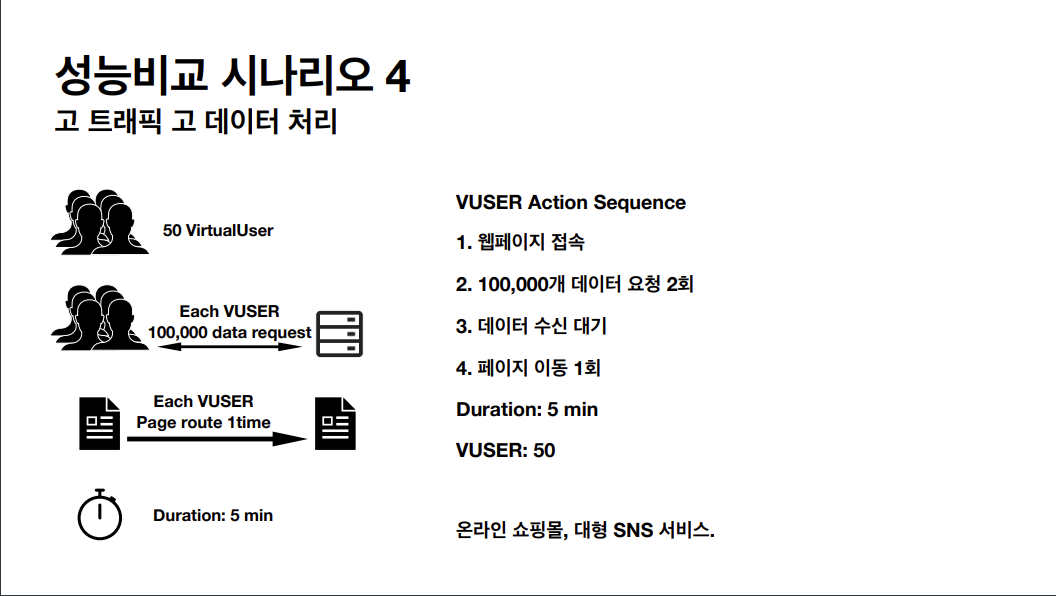 성능비교 시나리오 4
고 트래픽 고 데이터 처리
50 VirtualUser
Each VUSER
100,000 data request
Each VUSER
Page route 1time
Duration: 5 min
VUSER Action Sequence
1. 웹페이지 접속
2. 100,000개 데이터 요청 2회
3. 데이터 수신 대기
4. 페이지 이동 1회
Duration: 5 min
VUSER: 50
온라인 쇼핑몰, 대형 SNS 서비스.